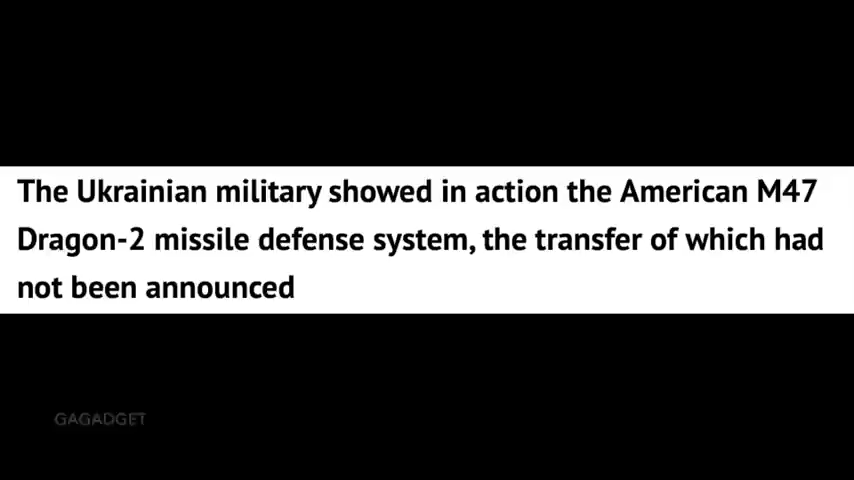 The Ukrainian military showed in action the American M47
Dragon-2 missile defense system, the transfer of which had
not been announced
GAGADGET